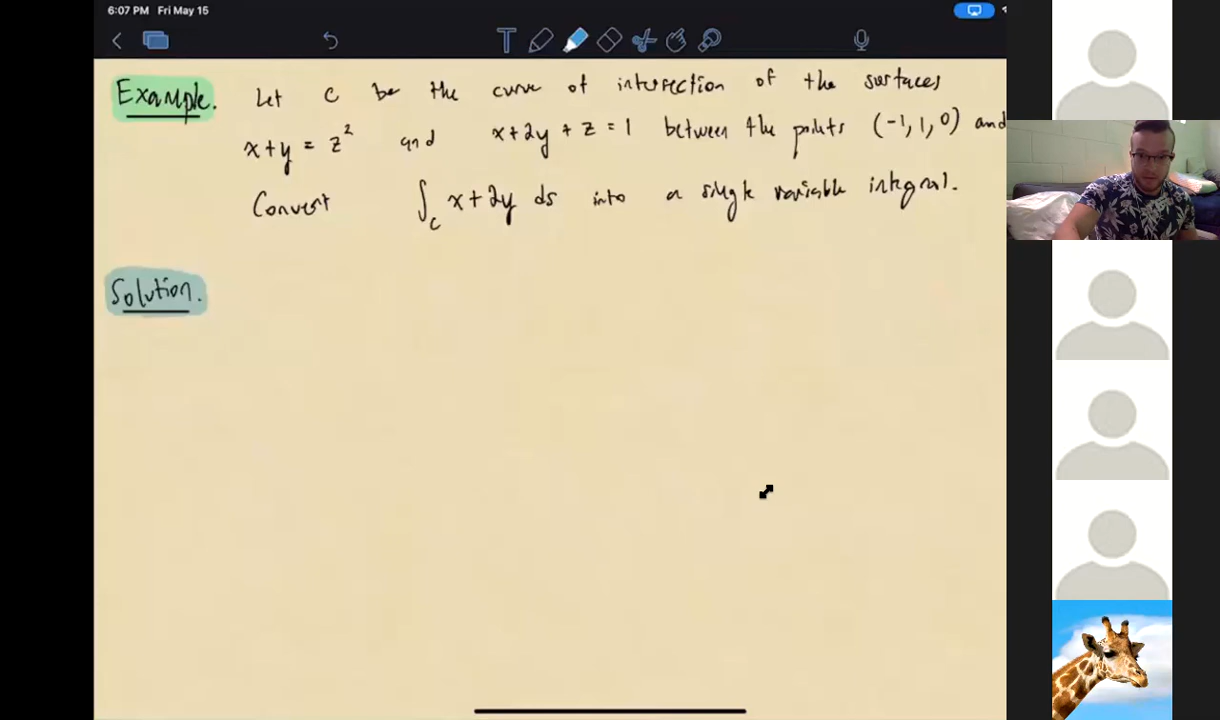 6:07 PM Fri May 15
T
Example. Let C be the curve of intersection of the surfaces
x+y = z² and x+2y+z=1 between the points (-1,1,0) and
Convert ∫_C x+2y ds into a single variable integral.
Solution.